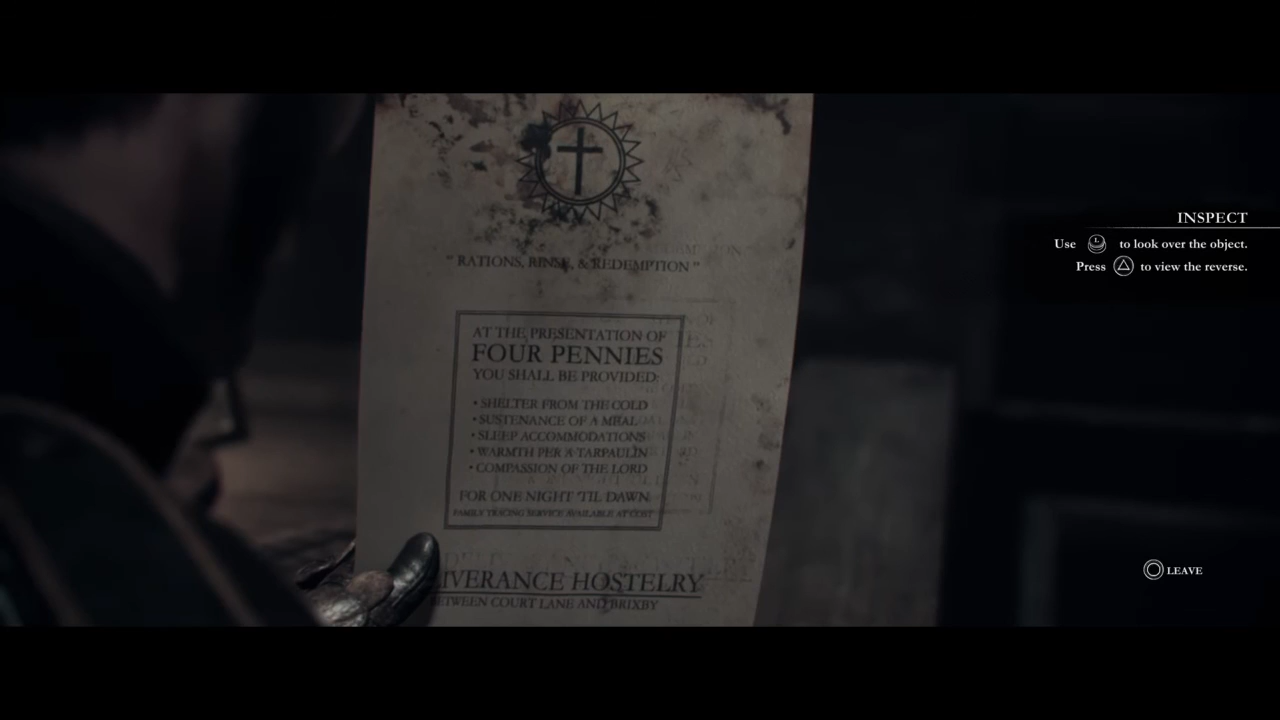 " RATIONS, RINSE, & REDEMPTION "
AT THE PRESENTATION OF
FOUR PENNIES
YOU SHALL BE PROVIDED:
• SHELTER FROM THE COLD
• SUSTENANCE OF A MEAL
• SLEEP ACCOMMODATIONS
• WARMTH PER A TARPAULIN
• COMPASSION OF THE LORD
FOR ONE NIGHT 'TIL DAWN
FAMILY TRACING SERVICE AVAILABLE AT COST
IVERANCE HOSTELRY
ETWEEN COURT LANE AND BRIXBY
INSPECT
Use L to look over the object.
Press to view the reverse.
LEAVE